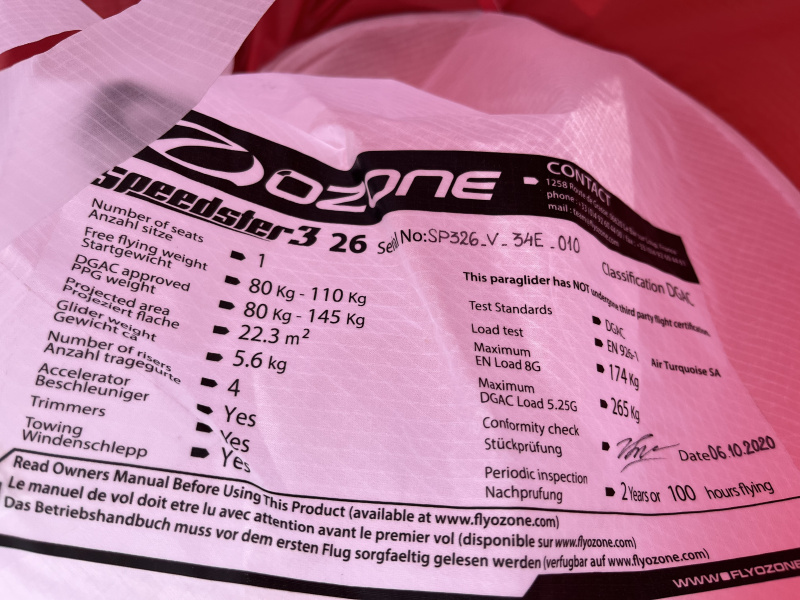 OZONE
CONTACT
1258 Route de
phone :
mail : team@flyozone.com
Speedster3 26 Serial No:SP326_V_34E_010
Classification DGAC
Number of seats
Anzahl sitze 1
Free flying weight
Startgewicht 80 Kg - 110 Kg
DGAC approved
PPG weight 80 Kg - 145 Kg
Projected area
Projeziert flache 22.3 m²
Glider weight
Gewicht ca 5.6 kg
Number of risers
Anzahl tragegurte 4
Accelerator
Beschleuniger Yes
Trimmers Yes
Towing
Windenschlepp Yes
This paraglider has NOT undergone third party flight certification.
Test Standards DGAC
Load test EN 926-1 Air Turquoise SA
Maximum
EN Load 8G 174 Kg
Maximum
DGAC Load 5.25G 265 Kg
Conformity check
Stückprüfung Date 06.10.2020
Periodic inspection
Nachprufung 2 Years or 100 hours flying
Read Owners Manual Before Using This Product (available at www.flyozone.com)
Le manuel de vol doit etre lu avec attention avant le premier vol (disponible sur www.flyozone.com)
Das Betriebshandbuch muss vor dem ersten Flug sorgfaeltig gelesen werden (verfugbar auf www.flyozone.com)
WWW.FLYOZONE